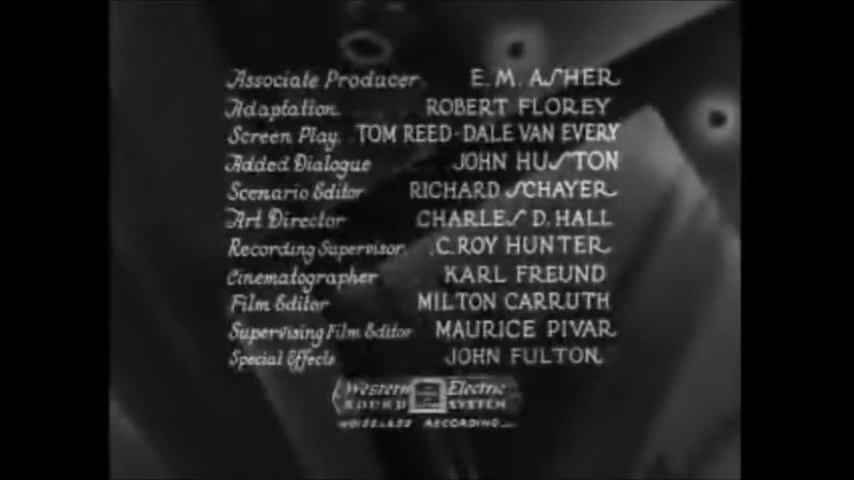 Associate Producer E. M. ASHER
Adaptation ROBERT FLOREY
Screen Play TOM REED - DALE VAN EVERY
Added Dialogue JOHN HUSTON
Scenario Editor RICHARD SCHAYER
Art Director CHARLES D. HALL
Recording Supervisor C. ROY HUNTER
Cinematographer KARL FREUND
Film Editor MILTON CARRUTH
Supervising Film Editor MAURICE PIVAR
Special Effects JOHN FULTON
Western Electric
SOUND SYSTEM
NOISELESS RECORDING